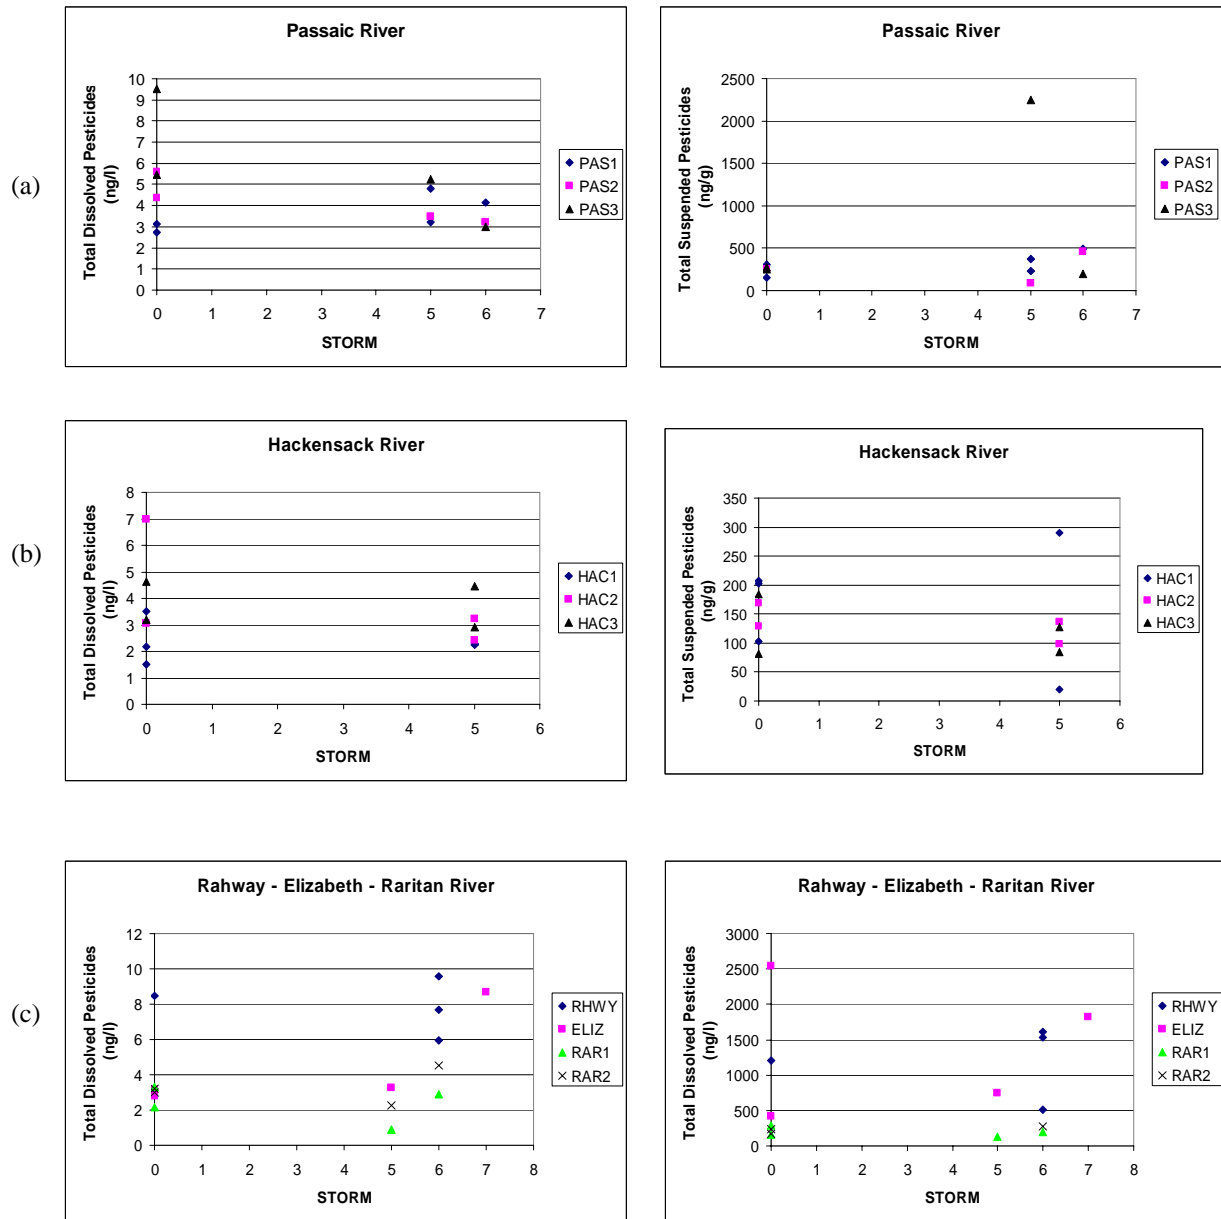 (a)
Passaic River
Total Dissolved Pesticides
(ng/l)
10
9
8
7
6
5
4
3
2
1
0
0 1 2 3 4 5 6 7
STORM
PAS1
PAS2
PAS3
Passaic River
Total Suspended Pesticides
(ng/g)
2500
2000
1500
1000
500
0
0 1 2 3 4 5 6 7
STORM
PAS1
PAS2
PAS3
(b)
Hackensack River
Total Dissolved Pesticides
(ng/l)
8
7
6
5
4
3
2
1
0
0 1 2 3 4 5 6
STORM
HAC1
HAC2
HAC3
Hackensack River
Total Suspended Pesticides
(ng/g)
350
300
250
200
150
100
50
0
0 1 2 3 4 5 6
STORM
HAC1
HAC2
HAC3
(c)
Rahway - Elizabeth - Raritan River
Total Dissolved Pesticides
(ng/l)
12
10
8
6
4
2
0
0 1 2 3 4 5 6 7 8
STORM
RHWY
ELIZ
RAR1
RAR2
Rahway - Elizabeth - Raritan River
Total Dissolved Pesticides
(ng/l)
3000
2500
2000
1500
1000
500
0
0 1 2 3 4 5 6 7 8
STORM
RHWY
ELIZ
RAR1
RAR2